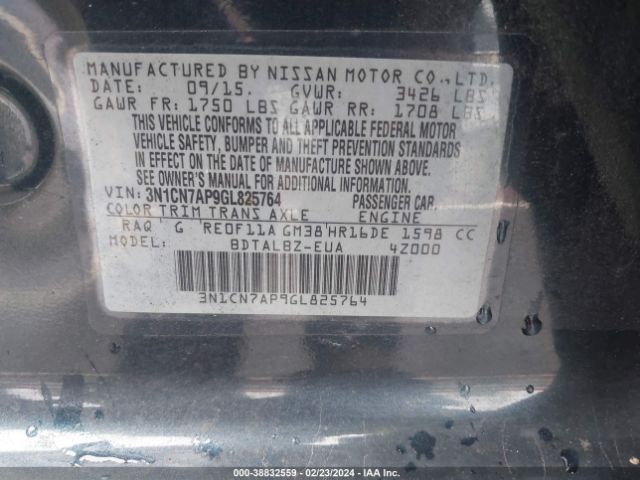 MANUFACTURED BY NISSAN MOTOR CO., LTD.
DATE: 09/15. GVWR: 3426 LBS
GAWR FR: 1750 LBS GAWR RR: 1708 LBS
THIS VEHICLE CONFORMS TO ALL APPLICABLE FEDERAL MOTOR
VEHICLE SAFETY, BUMPER AND THEFT PREVENTION STANDARDS
IN EFFECT ON THE DATE OF MANUFACTURE SHOWN ABOVE.
SEE OWNER'S MANUAL FOR ADDITIONAL INFORMATION.
VIN: 3N1CN7AP9GL825764 PASSENGER CAR.
COLOR TRIM TRANS AXLE ENGINE
RAQ G RE0F11A GM38 HR16DE 1598 CC
MODEL: BDTALBZ-EUA 4Z000
3N1CN7AP9GL825764
000-38832559 — 02/23/2024 — IAA Inc.